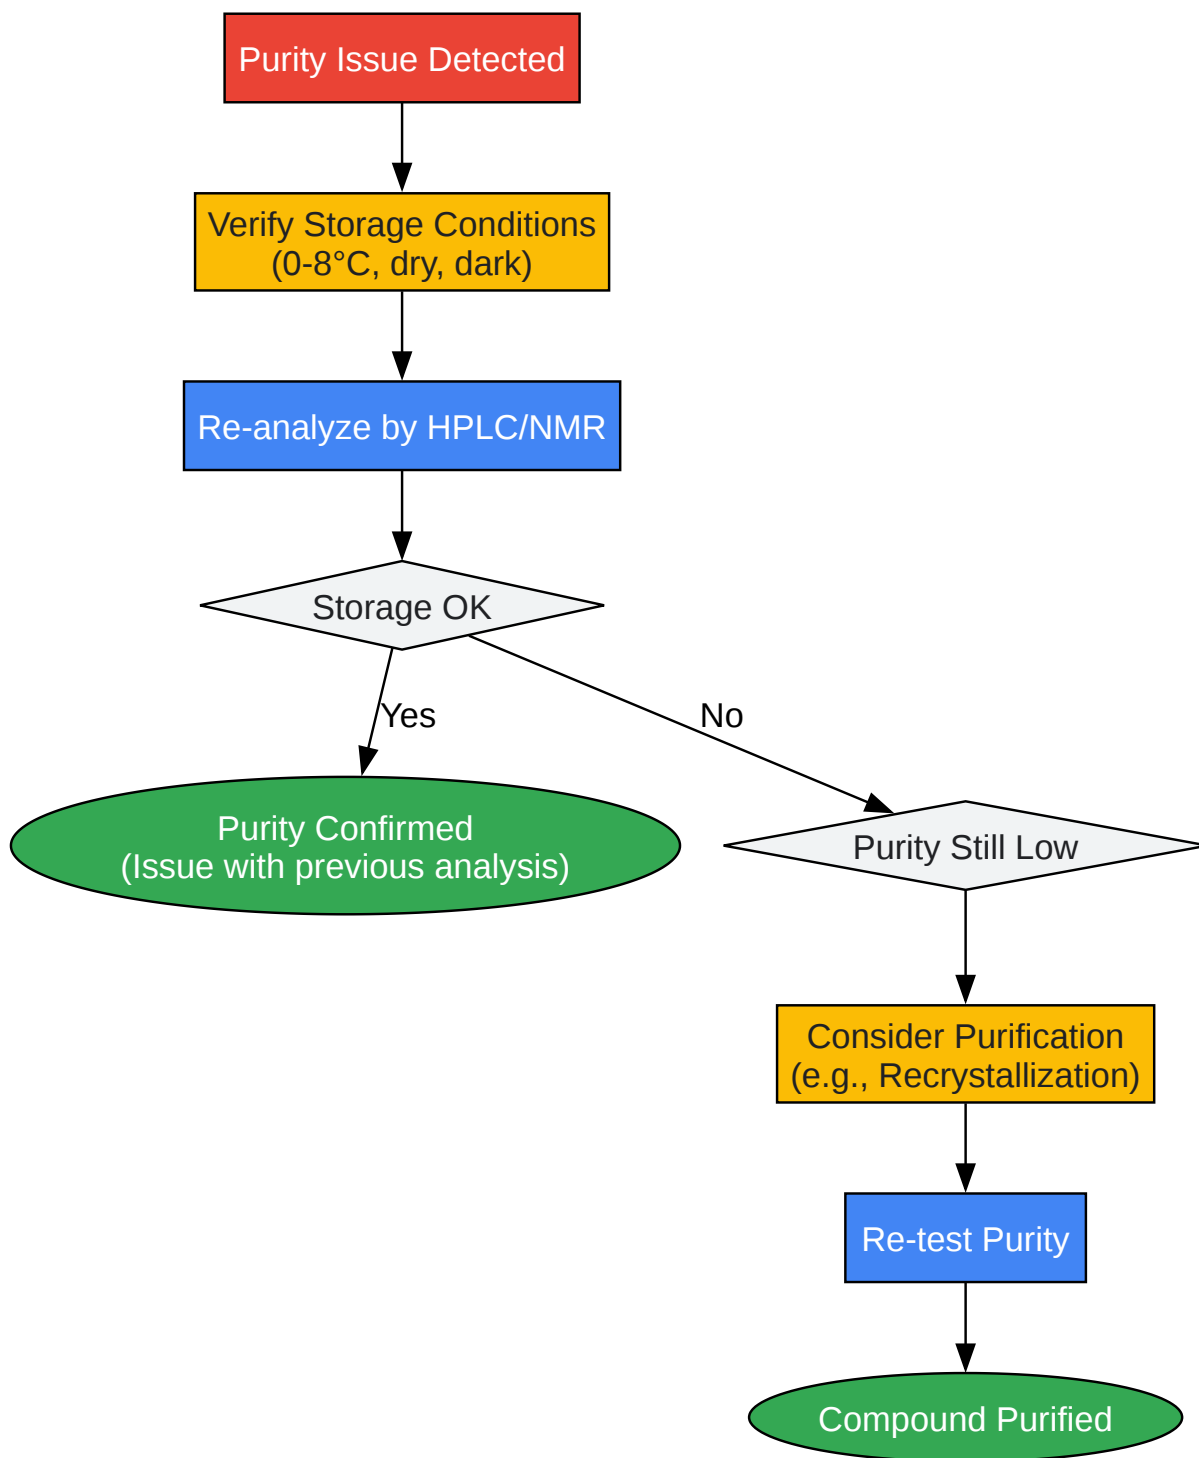 Purity Issue Detected
Verify Storage Conditions
(0-8°C, dry, dark)
Re-analyze by HPLC/NMR
Storage OK
Yes
No
Purity Confirmed
(Issue with previous analysis)
Purity Still Low
Consider Purification
(e.g., Recrystallization)
Re-test Purity
Compound Purified